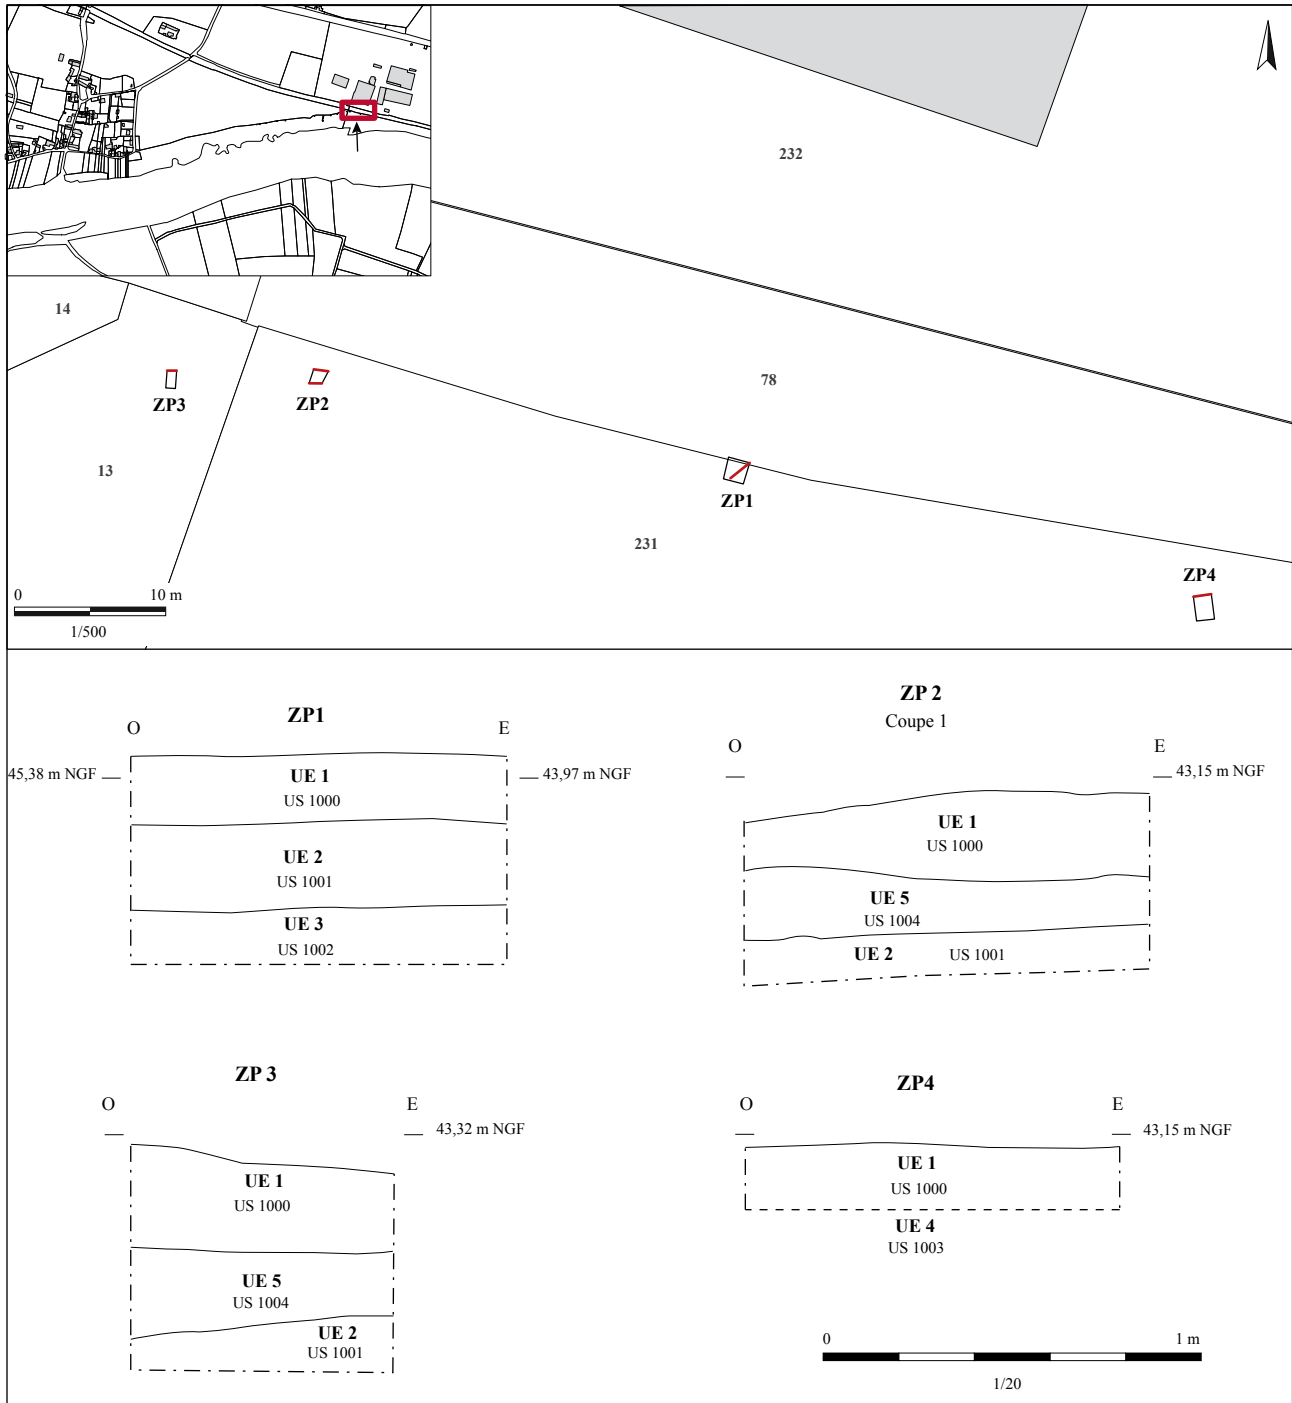 232
14
78
ZP3
ZP2
13
ZP1
231
ZP4
0 10 m
1/500
ZP1
O E
45,38 m NGF 43,97 m NGF
UE 1
US 1000
UE 2
US 1001
UE 3
US 1002
ZP 2
Coupe 1
O E
43,15 m NGF
UE 1
US 1000
UE 5
US 1004
UE 2 US 1001
ZP 3
O E
43,32 m NGF
UE 1
US 1000
UE 5
US 1004
UE 2
US 1001
ZP4
O E
43,15 m NGF
UE 1
US 1000
UE 4
US 1003
0 1 m
1/20